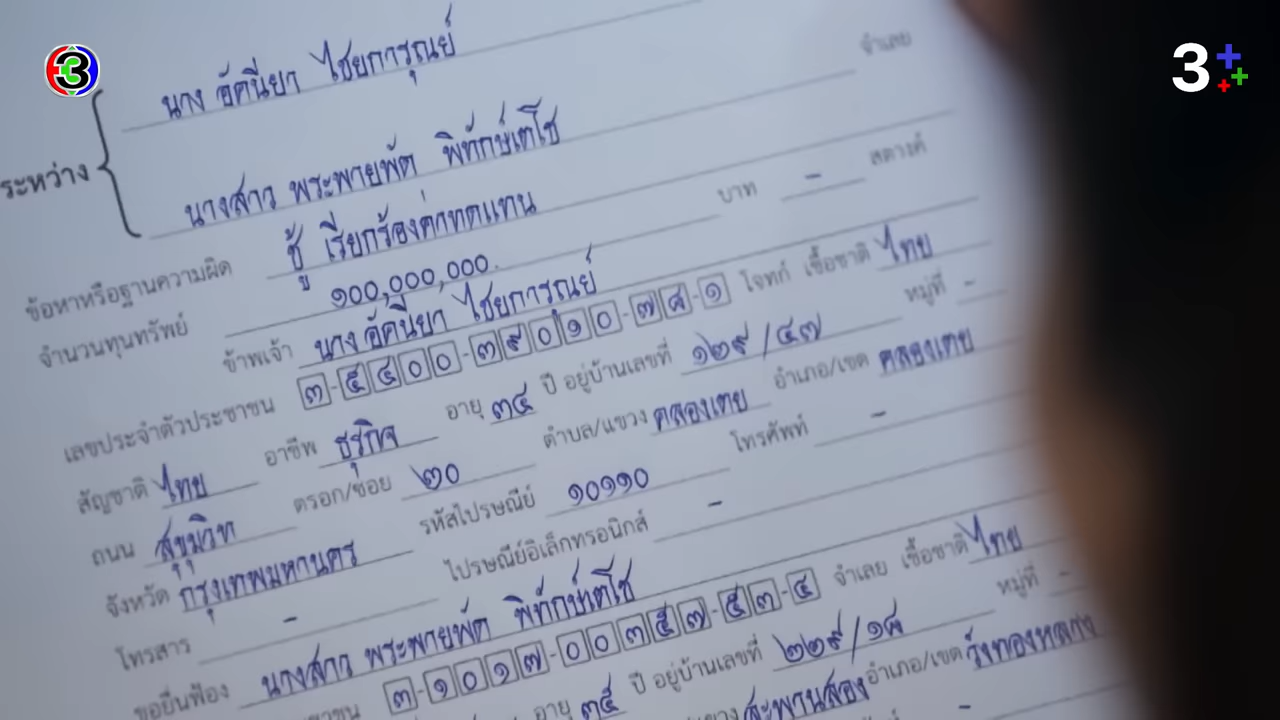 3
3
นาง อัคนียา ไชยการุณย์
จำเลย
ระหว่าง
นางสาว พระพายพัด พิทักษ์เตโช
ข้อหาหรือฐานความผิด ชู้ เรียกร้องค่าทดแทน
จำนวนทุนทรัพย์ ๑๐๐,๐๐๐,๐๐๐. บาท - สตางค์
ข้าพเจ้า นาง อัคนียา ไชยการุณย์
เลขประจำตัวประชาชน ๓-๕๔๐๐-๓๙๐๑๐-๗๘-๑ โจทก์ เชื้อชาติ ไทย
สัญชาติ ไทย อาชีพ ธุรกิจ อายุ ๓๔ ปี อยู่บ้านเลขที่ ๑๒๙/๔๗ หมู่ที่ -
ถนน สุขุมวิท ตรอก/ซอย ๒๐ ตำบล/แขวง คลองเตย อำเภอ/เขต คลองเตย
จังหวัด กรุงเทพมหานคร รหัสไปรษณีย์ ๑๐๑๑๐ โทรศัพท์ -
โทรสาร - ไปรษณีย์อิเล็กทรอนิกส์ -
ขอยื่นฟ้อง นางสาว พระพายพัด พิทักษ์เตโช
๓-๑๐๑๗-๐๐๓๕๗-๕๓-๔ จำเลย เชื้อชาติ ไทย
อายุ ๓๕ ปี อยู่บ้านเลขที่ ๒๒๙/๑๘ หมู่ที่ -
สะพานสอง อำเภอ/เขต วังทองหลาง